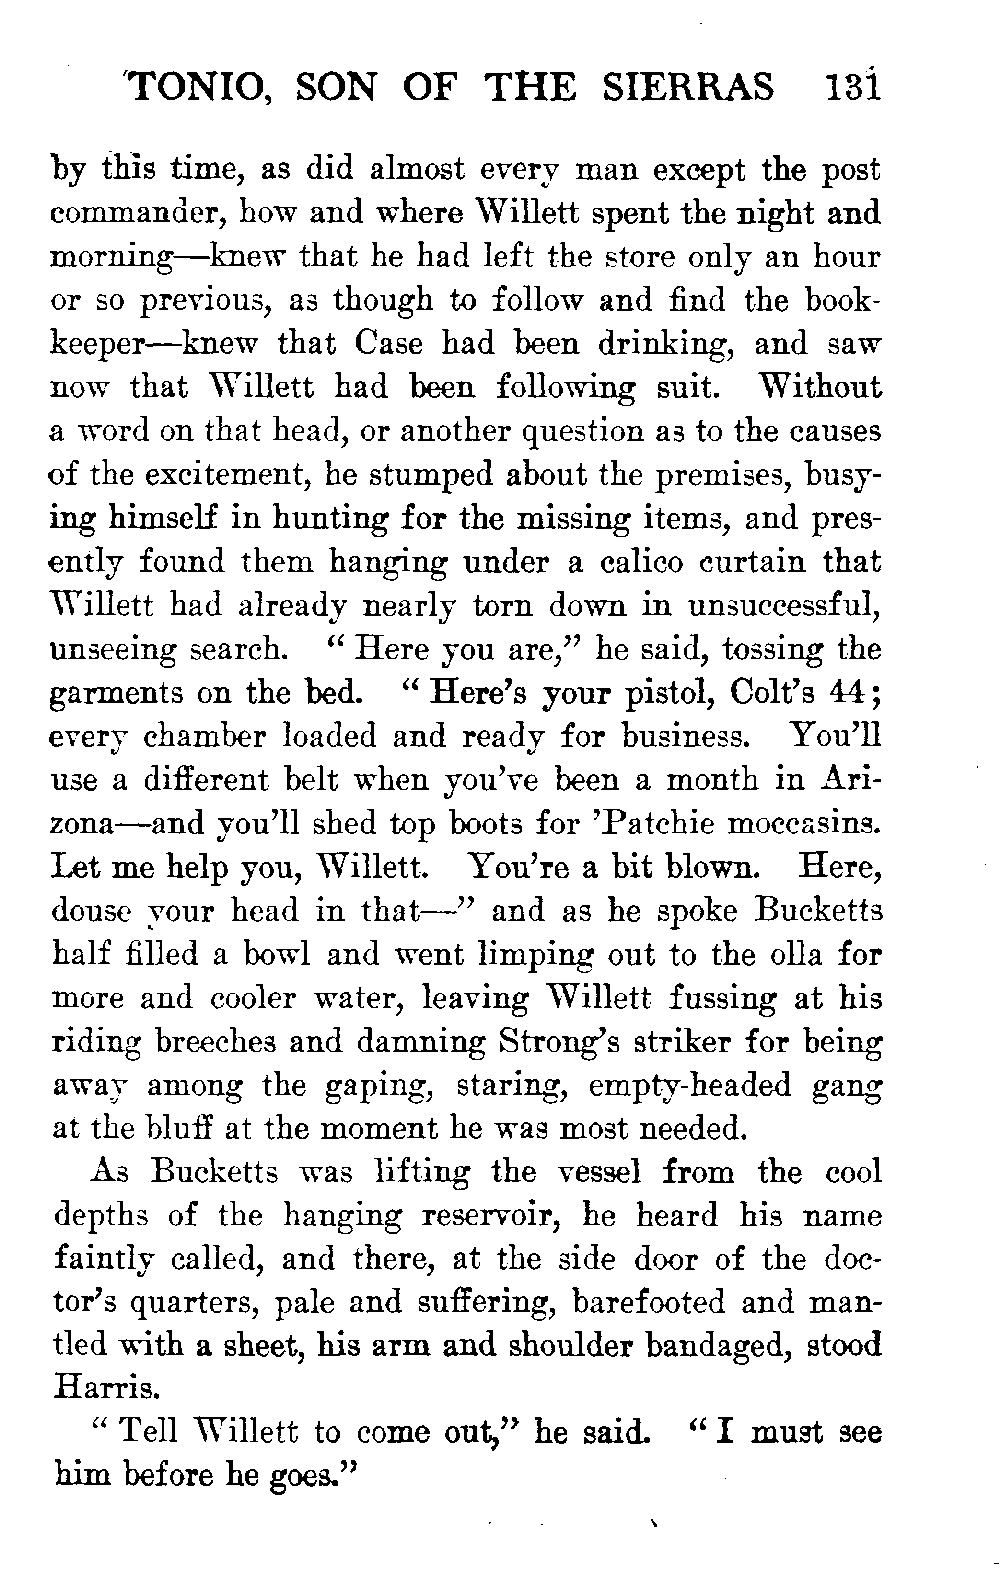 'TONIO, SON OF THE SIERRAS 131
by this time, as did almost every man except the post
commander, how and where Willett spent the night and
morning—knew that he had left the store only an hour
or so previous, as though to follow and find the book-
keeper—knew that Case had been drinking, and saw
now that Willett had been following suit. Without
a word on that head, or another question as to the causes
of the excitement, he stumped about the premises, busy-
ing himself in hunting for the missing items, and pres-
ently found them hanging under a calico curtain that
Willett had already nearly torn down in unsuccessful,
unseeing search. “ Here you are,” he said, tossing the
garments on the bed. “ Here’s your pistol, Colt’s 44;
every chamber loaded and ready for business. You’ll
use a different belt when you’ve been a month in Ari-
zona—and you’ll shed top boots for ’Patchie moccasins.
Let me help you, Willett. You’re a bit blown. Here,
douse your head in that—” and as he spoke Bucketts
half filled a bowl and went limping out to the olla for
more and cooler water, leaving Willett fussing at his
riding breeches and damning Strong’s striker for being
away among the gaping, staring, empty-headed gang
at the bluff at the moment he was most needed.
As Bucketts was lifting the vessel from the cool
depths of the hanging reservoir, he heard his name
faintly called, and there, at the side door of the doc-
tor’s quarters, pale and suffering, barefooted and man-
tled with a sheet, his arm and shoulder bandaged, stood
Harris.
“ Tell Willett to come out,” he said. “ I must see
him before he goes.”